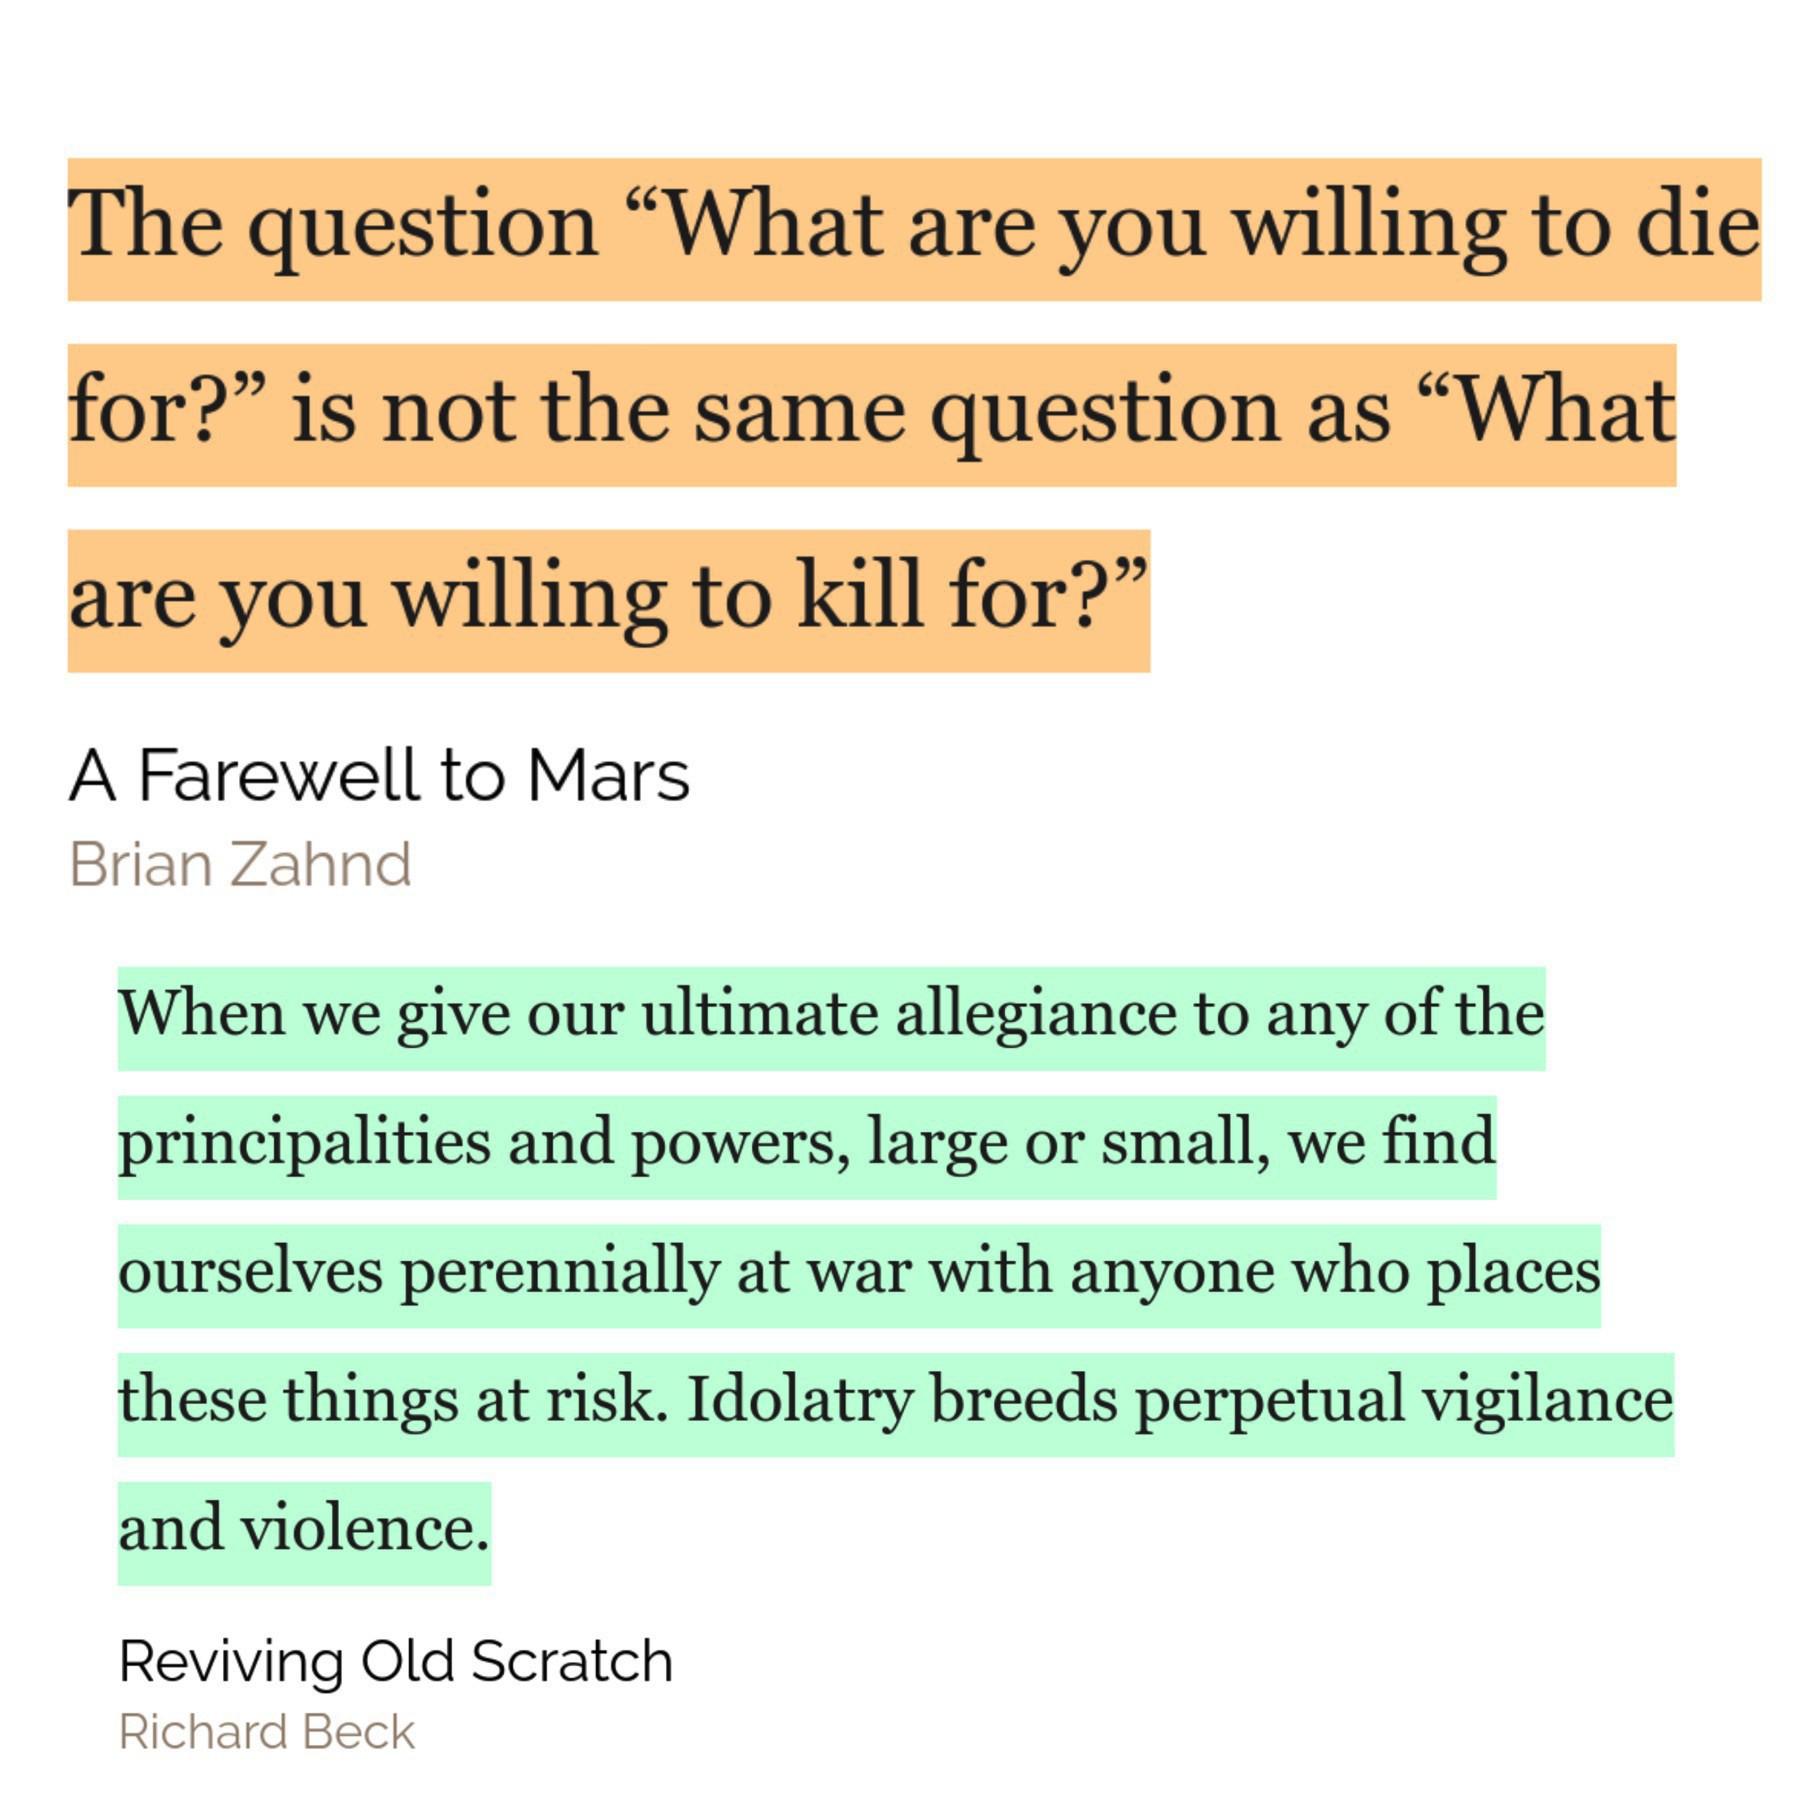 The question “What are you willing to die
for?” is not the same question as “What
are you willing to kill for?”
A Farewell to Mars
Brian Zahnd
When we give our ultimate allegiance to any of the
principalities and powers, large or small, we find
ourselves perennially at war with anyone who places
these things at risk. Idolatry breeds perpetual vigilance
and violence.
Reviving Old Scratch
Richard Beck